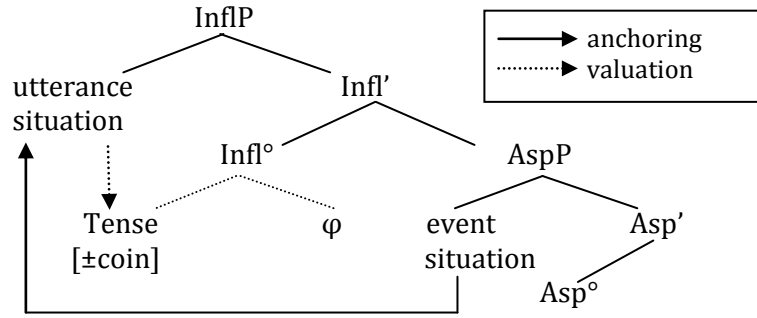 InflP
anchoring
valuation
utterance
situation
Infl’
Infl°
AspP
Tense
[±coin]
φ
event
situation
Asp’
Asp°